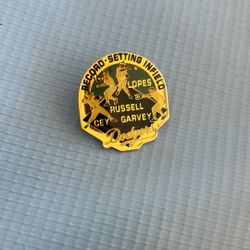 RECORD-SETTING INFIELD
LOPES
RUSSELL
CEY GARVEY
Dodgers